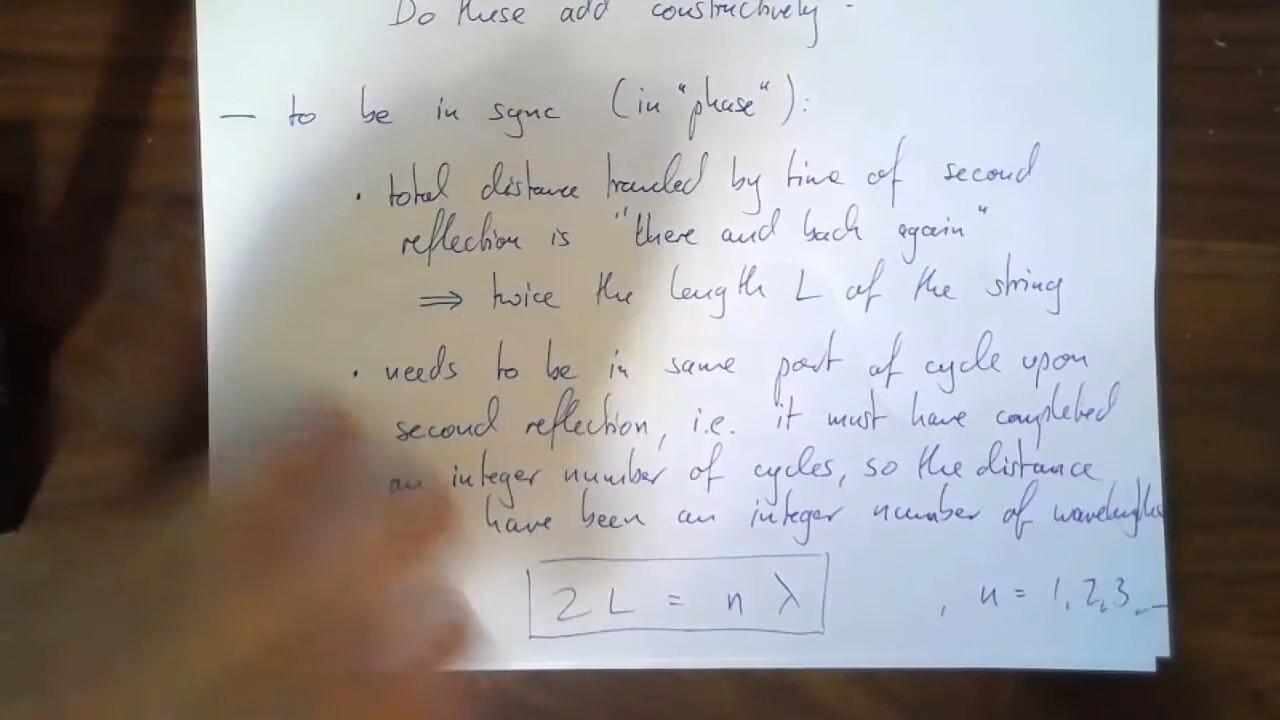 Do these add constructively
— to be in sync (in "phase"):
· total distance traveled by time of second
reflection is "there and back again"
⇒ twice the length L of the string
· needs to be in same part of cycle upon
second reflection, i.e. it must have completed
an integer number of cycles, so the distance
have been an integer number of wavelengths
2L = n λ , n = 1,2,3...